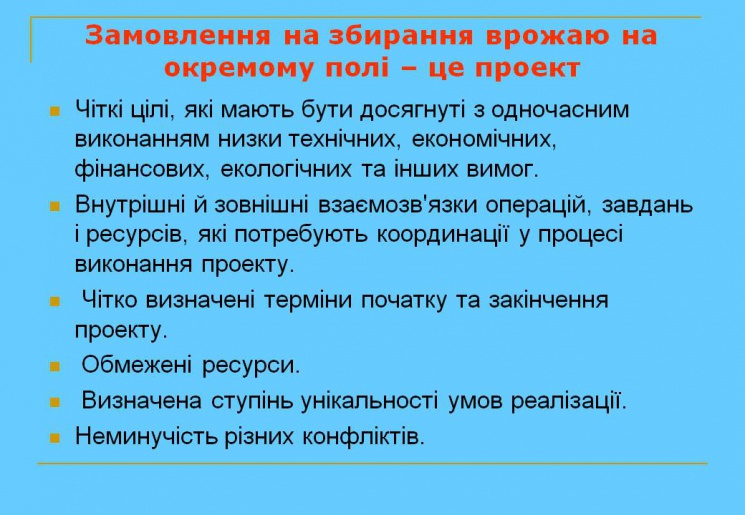 Замовлення на збирання врожаю на
окремому полі – це проект
Чіткі цілі, які мають бути досягнуті з одночасним
виконанням низки технічних, економічних,
фінансових, екологічних та інших вимог.
Внутрішні й зовнішні взаємозв'язки операцій, завдань
і ресурсів, які потребують координації у процесі
виконання проекту.
Чітко визначені терміни початку та закінчення
проекту.
Обмежені ресурси.
Визначена ступінь унікальності умов реалізації.
Неминучість різних конфліктів.